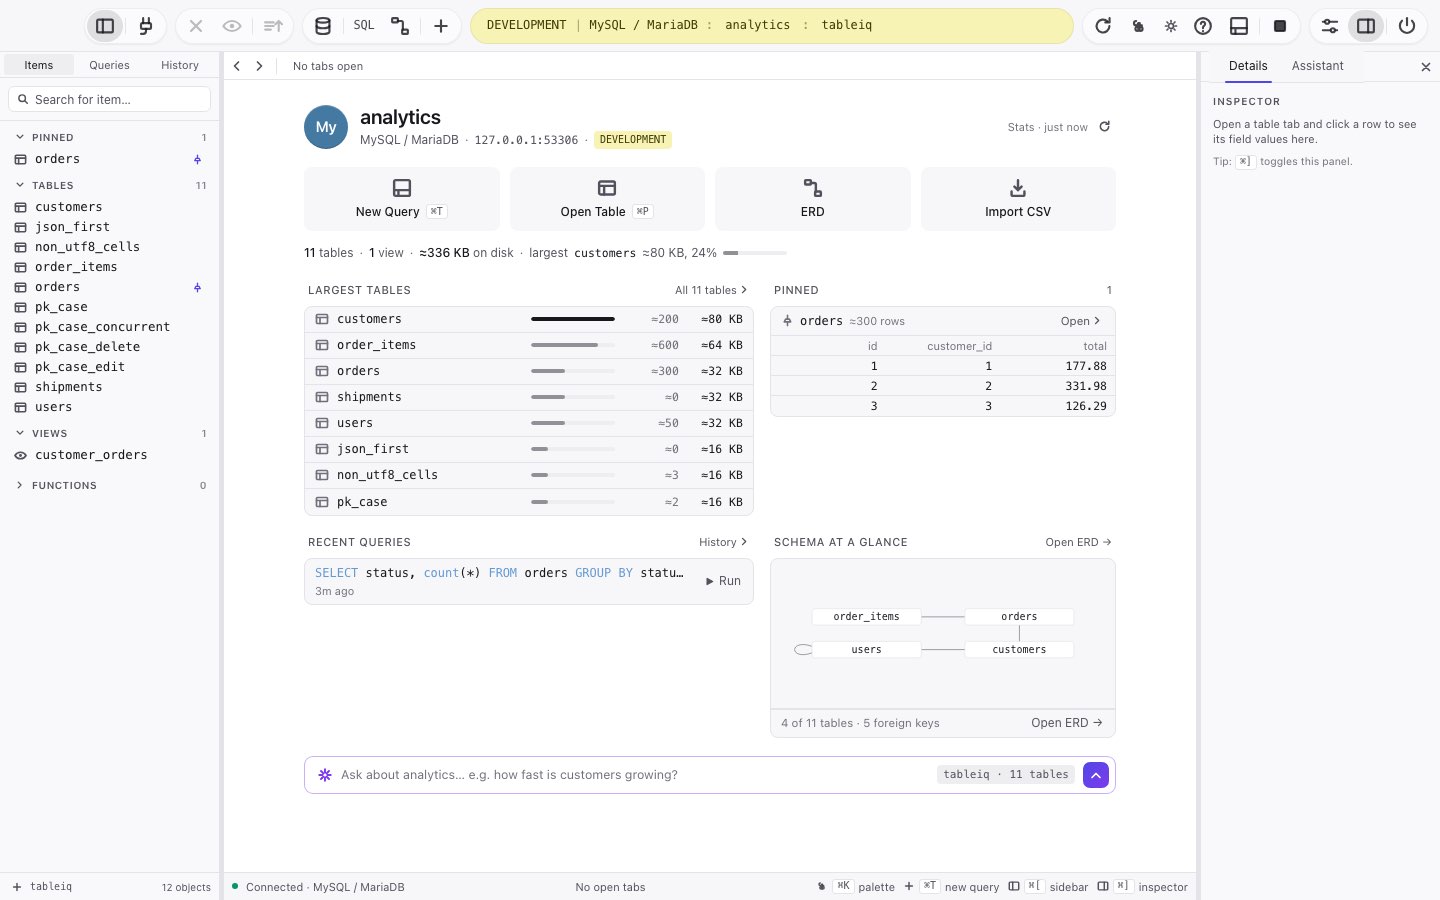 SQL
DEVELOPMENT | MySQL / MariaDB : analytics : tableiq
Items Queries History
Search for item...
PINNED 1
orders
TABLES 11
customers
json_first
non_utf8_cells
order_items
orders
pk_case
pk_case_concurrent
pk_case_delete
pk_case_edit
shipments
users
VIEWS 1
customer_orders
FUNCTIONS 0
tableiq 12 objects
No tabs open
My
analytics
MySQL / MariaDB · 127.0.0.1:53306 · DEVELOPMENT
Stats · just now
New Query ⌘T
Open Table ⌘P
ERD
Import CSV
11 tables · 1 view · ≈336 KB on disk · largest customers ≈80 KB, 24%
LARGEST TABLES All 11 tables
customers ≈200 ≈80 KB
order_items ≈600 ≈64 KB
orders ≈300 ≈32 KB
shipments ≈0 ≈32 KB
users ≈50 ≈32 KB
json_first ≈0 ≈16 KB
non_utf8_cells ≈3 ≈16 KB
pk_case ≈2 ≈16 KB
PINNED 1
orders ≈300 rows Open
id customer_id total
1 1 177.88
2 2 331.98
3 3 126.29
RECENT QUERIES History
SELECT status, count(*) FROM orders GROUP BY statu…
3m ago
Run
SCHEMA AT A GLANCE Open ERD →
order_items orders
users customers
4 of 11 tables · 5 foreign keys Open ERD →
Ask about analytics... e.g. how fast is customers growing?
tableiq · 11 tables
Connected · MySQL / MariaDB
No open tabs
⌘K palette ⌘T new query ⌘[ sidebar ⌘] inspector
Details Assistant
INSPECTOR
Open a table tab and click a row to see
its field values here.
Tip: ⌘] toggles this panel.